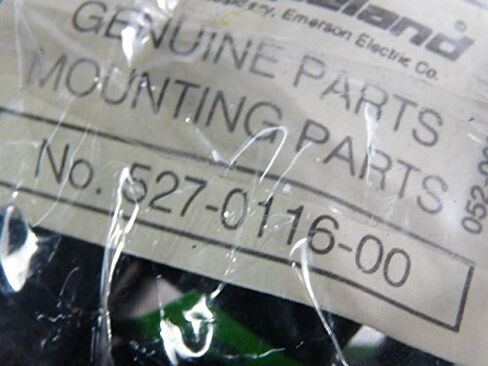 Emerson Electric Co.
GENUINE PARTS
MOUNTING PARTS
No. 527-0116-00